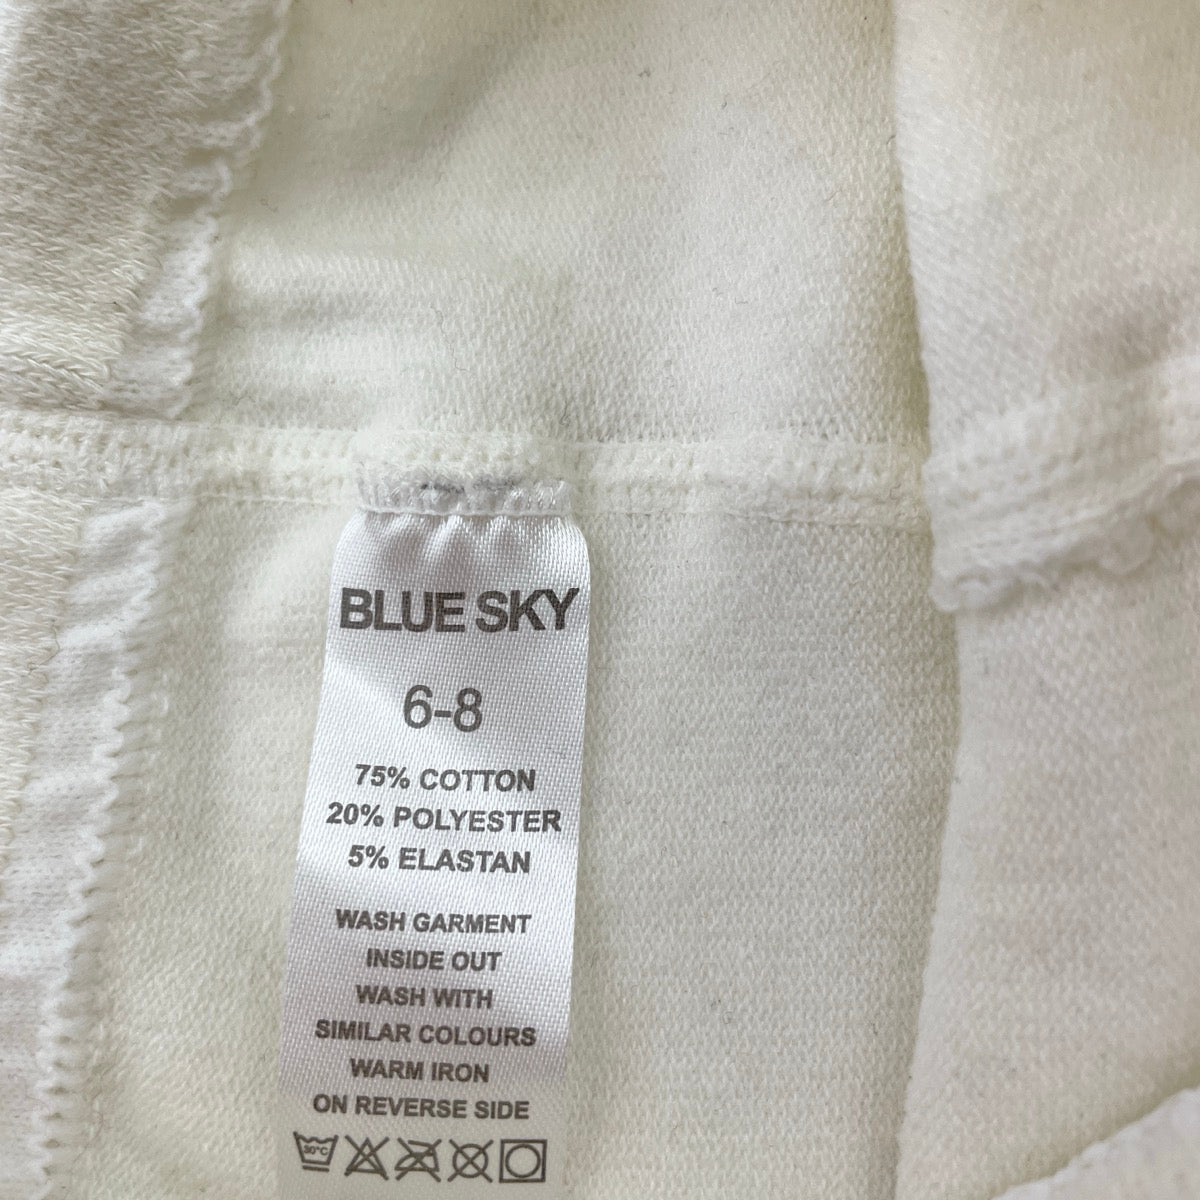 BLUE SKY
6-8
75% COTTON
20% POLYESTER
5% ELASTAN
WASH GARMENT
INSIDE OUT
WASH WITH
SIMILAR COLOURS
WARM IRON
ON REVERSE SIDE
30°C